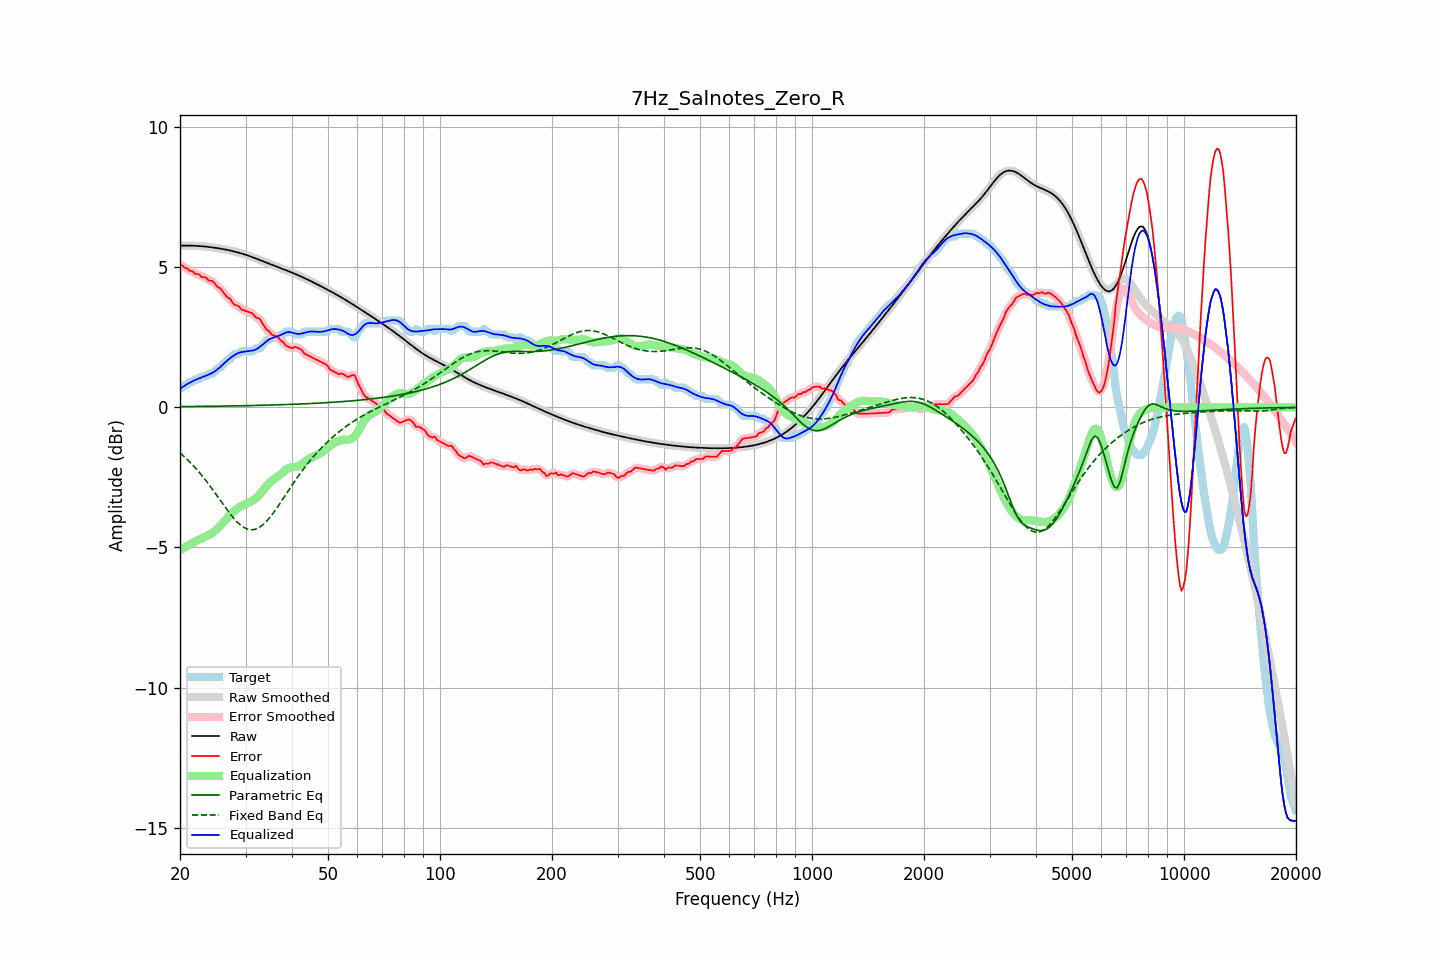 7Hz_Salnotes_Zero_R
10
5
0
−5
−10
−15
Amplitude (dBr)
Target
Raw Smoothed
Error Smoothed
Raw
Error
Equalization
Parametric Eq
Fixed Band Eq
Equalized
20 50 100 200 500 1000 2000 5000 10000 20000
Frequency (Hz)